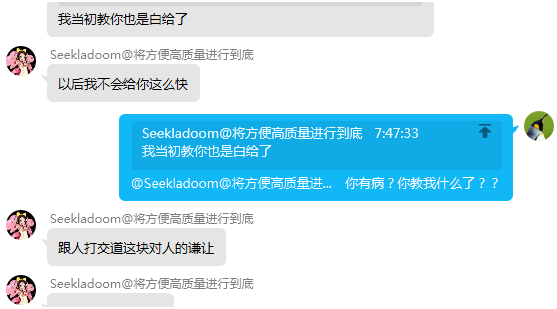 我当初教你也是白给了
Seekladoom@将方便高质量进行到底
以后我不会给你这么快
Seekladoom@将方便高质量进行到底 7:47:33
我当初教你也是白给了
@Seekladoom@将方便高质量进... 你有病？你教我什么了？？
Seekladoom@将方便高质量进行到底
跟人打交道这块对人的谦让
Seekladoom@将方便高质量进行到底